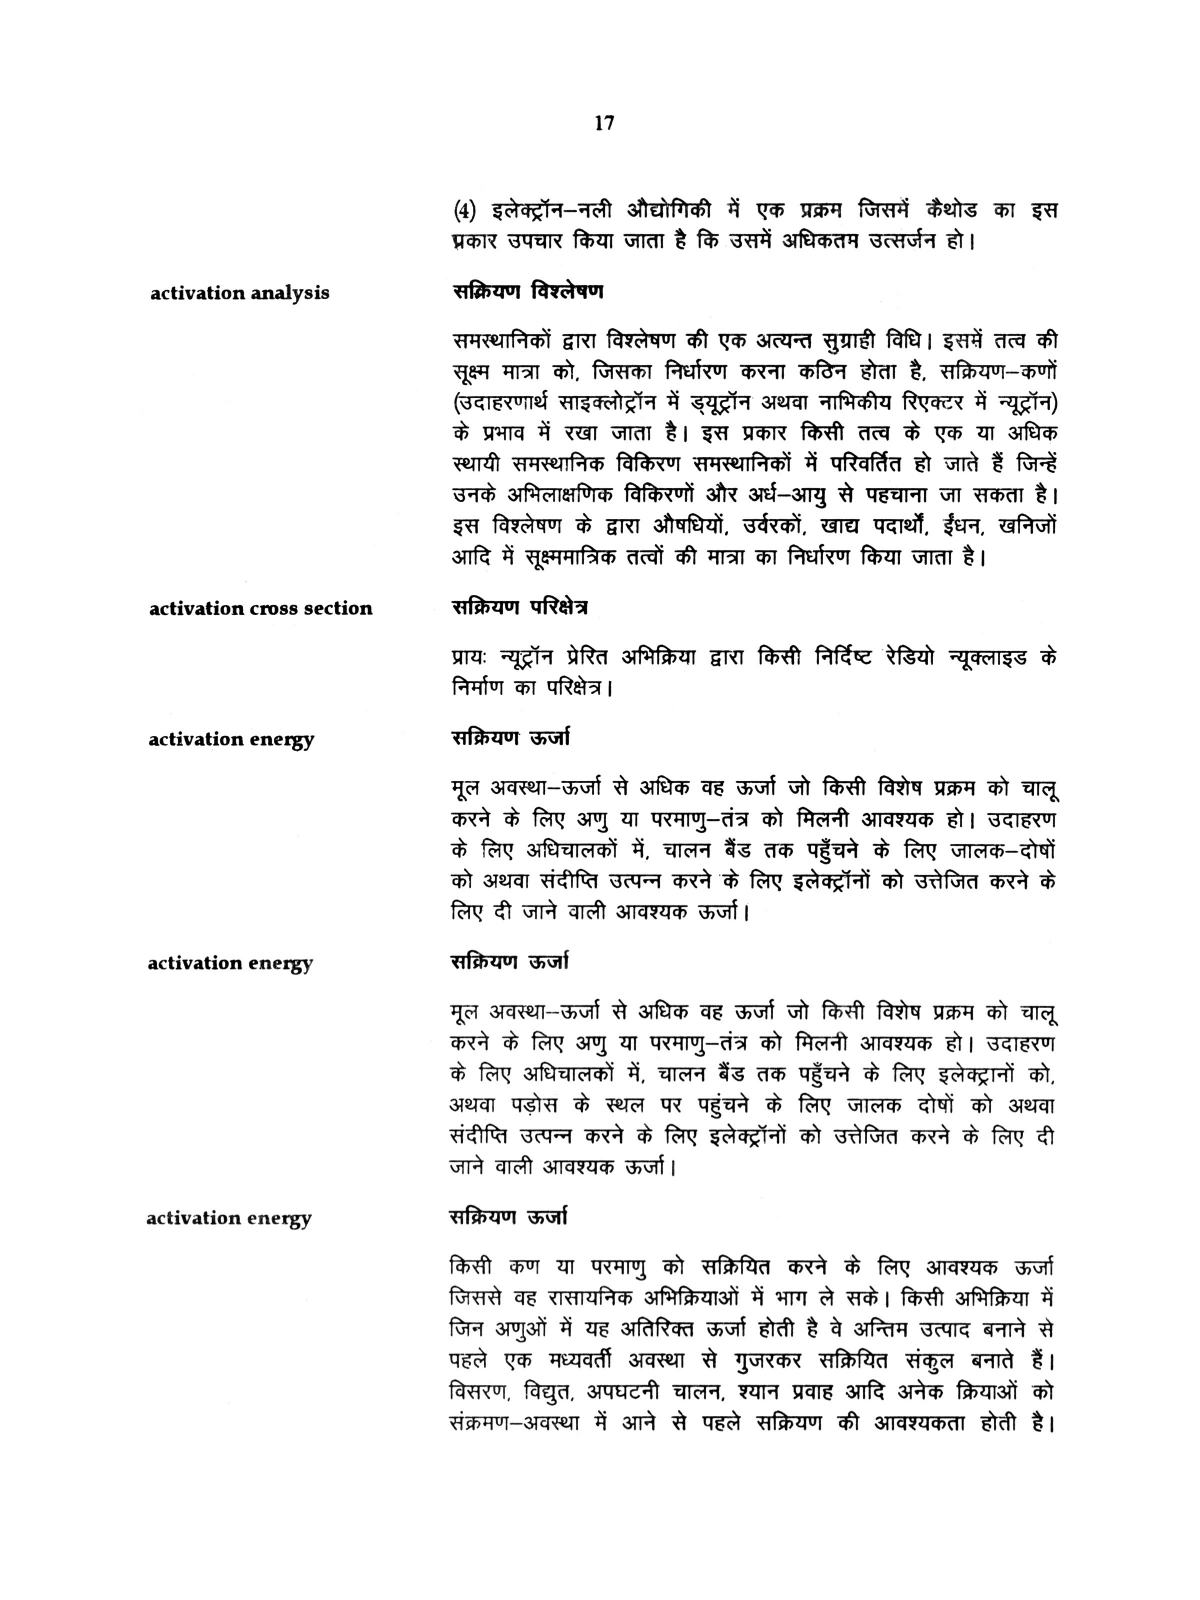 17
(4) इलेक्ट्रॉन–नली औद्योगिकी में एक प्रक्रम जिसमें कैथोड का इस
प्रकार उपचार किया जाता है कि उसमें अधिकतम उत्सर्जन हो।
activation analysis सक्रियण विश्लेषण
समस्थानिकों द्वारा विश्लेषण की एक अत्यन्त सुग्राही विधि। इसमें तत्व की
सूक्ष्म मात्रा को, जिसका निर्धारण करना कठिन होता है, सक्रियण–कणों
(उदाहरणार्थ साइक्लोट्रॉन में ड्यूट्रॉन अथवा नाभिकीय रिएक्टर में न्यूट्रॉन)
के प्रभाव में रखा जाता है। इस प्रकार किसी तत्व के एक या अधिक
स्थायी समस्थानिक विकिरण समस्थानिकों में परिवर्तित हो जाते हैं जिन्हें
उनके अभिलाक्षणिक विकिरणों और अर्ध–आयु से पहचाना जा सकता है।
इस विश्लेषण के द्वारा औषधियों, उर्वरकों, खाद्य पदार्थों, ईंधन, खनिजों
आदि में सूक्ष्ममात्रिक तत्वों की मात्रा का निर्धारण किया जाता है।
activation cross section सक्रियण परिक्षेत्र
प्रायः न्यूट्रॉन प्रेरित अभिक्रिया द्वारा किसी निर्दिष्ट रेडियो न्यूक्लाइड के
निर्माण का परिक्षेत्र।
activation energy सक्रियण ऊर्जा
मूल अवस्था–ऊर्जा से अधिक वह ऊर्जा जो किसी विशेष प्रक्रम को चालू
करने के लिए अणु या परमाणु–तंत्र को मिलनी आवश्यक हो। उदाहरण
के लिए अधिचालकों में, चालन बैंड तक पहुँचने के लिए जालक–दोषों
को अथवा संदीप्ति उत्पन्न करने के लिए इलेक्ट्रॉनों को उत्तेजित करने के
लिए दी जाने वाली आवश्यक ऊर्जा।
activation energy सक्रियण ऊर्जा
मूल अवस्था–ऊर्जा से अधिक वह ऊर्जा जो किसी विशेष प्रक्रम को चालू
करने के लिए अणु या परमाणु–तंत्र को मिलनी आवश्यक हो। उदाहरण
के लिए अधिचालकों में, चालन बैंड तक पहुँचने के लिए इलेक्ट्रानों को,
अथवा पड़ोस के स्थल पर पहुंचने के लिए जालक दोषों को अथवा
संदीप्ति उत्पन्न करने के लिए इलेक्ट्रॉनों को उत्तेजित करने के लिए दी
जाने वाली आवश्यक ऊर्जा।
activation energy सक्रियण ऊर्जा
किसी कण या परमाणु को सक्रियित करने के लिए आवश्यक ऊर्जा
जिससे वह रासायनिक अभिक्रियाओं में भाग ले सके। किसी अभिक्रिया में
जिन अणुओं में यह अतिरिक्त ऊर्जा होती है वे अन्तिम उत्पाद बनाने से
पहले एक मध्यवर्ती अवस्था से गुजरकर सक्रियित संकुल बनाते हैं।
विसरण, विद्युत, अपघटनी चालन, श्यान प्रवाह आदि अनेक क्रियाओं को
संक्रमण–अवस्था में आने से पहले सक्रियण की आवश्यकता होती है।